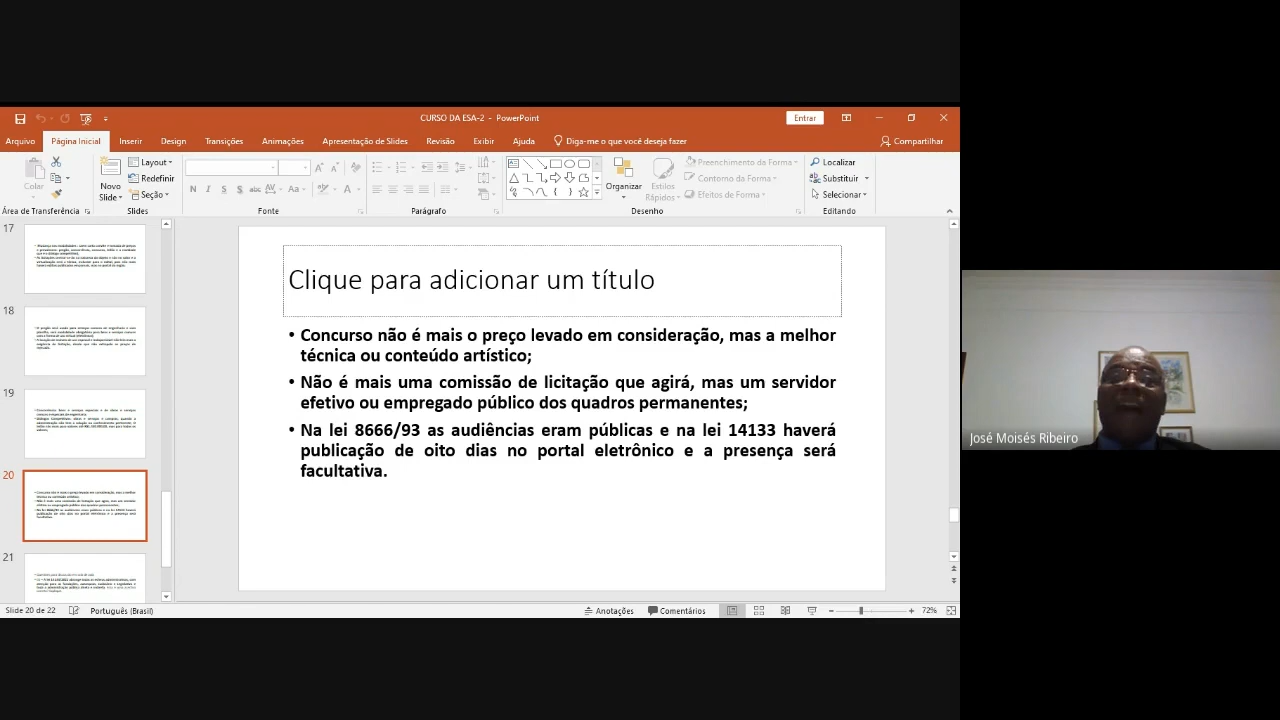 CURSO DA ESA-2 - PowerPoint
Entrar
Arquivo Página Inicial Inserir Design Transições Animações Apresentação de Slides Revisão Exibir Ajuda Diga-me o que você deseja fazer Compartilhar
Colar
Novo
Slide
Layout
Redefinir
Seção
N I S S abc AV Aa A
Organizar
Estilos
Rápidos
Preenchimento da Forma
Contorno da Forma
Efeitos de Forma
Localizar
Substituir
Selecionar
Área de Transferência Slides Fonte Parágrafo Desenho Editando
17
18
19
20
21
Clique para adicionar um título
• Concurso não é mais o preço levado em consideração, mas a melhor
técnica ou conteúdo artístico;
• Não é mais uma comissão de licitação que agirá, mas um servidor
efetivo ou empregado público dos quadros permanentes;
• Na lei 8666/93 as audiências eram públicas e na lei 14133 haverá
publicação de oito dias no portal eletrônico e a presença será
facultativa.
José Moisés Ribeiro
Slide 20 de 22 Português (Brasil) Anotações Comentários 72%